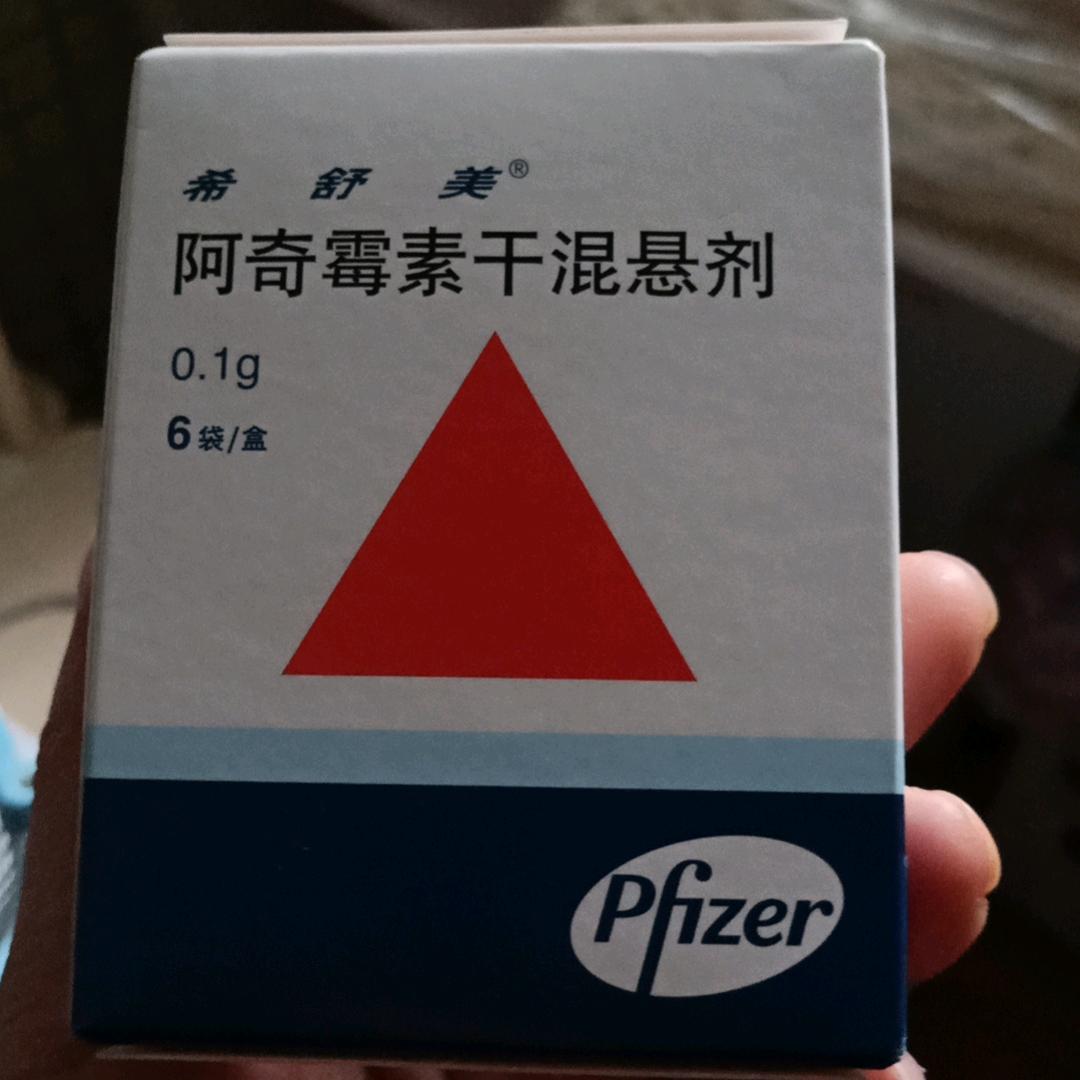 希舒美®
阿奇霉素干混悬剂
0.1g
6袋/盒
Pfizer